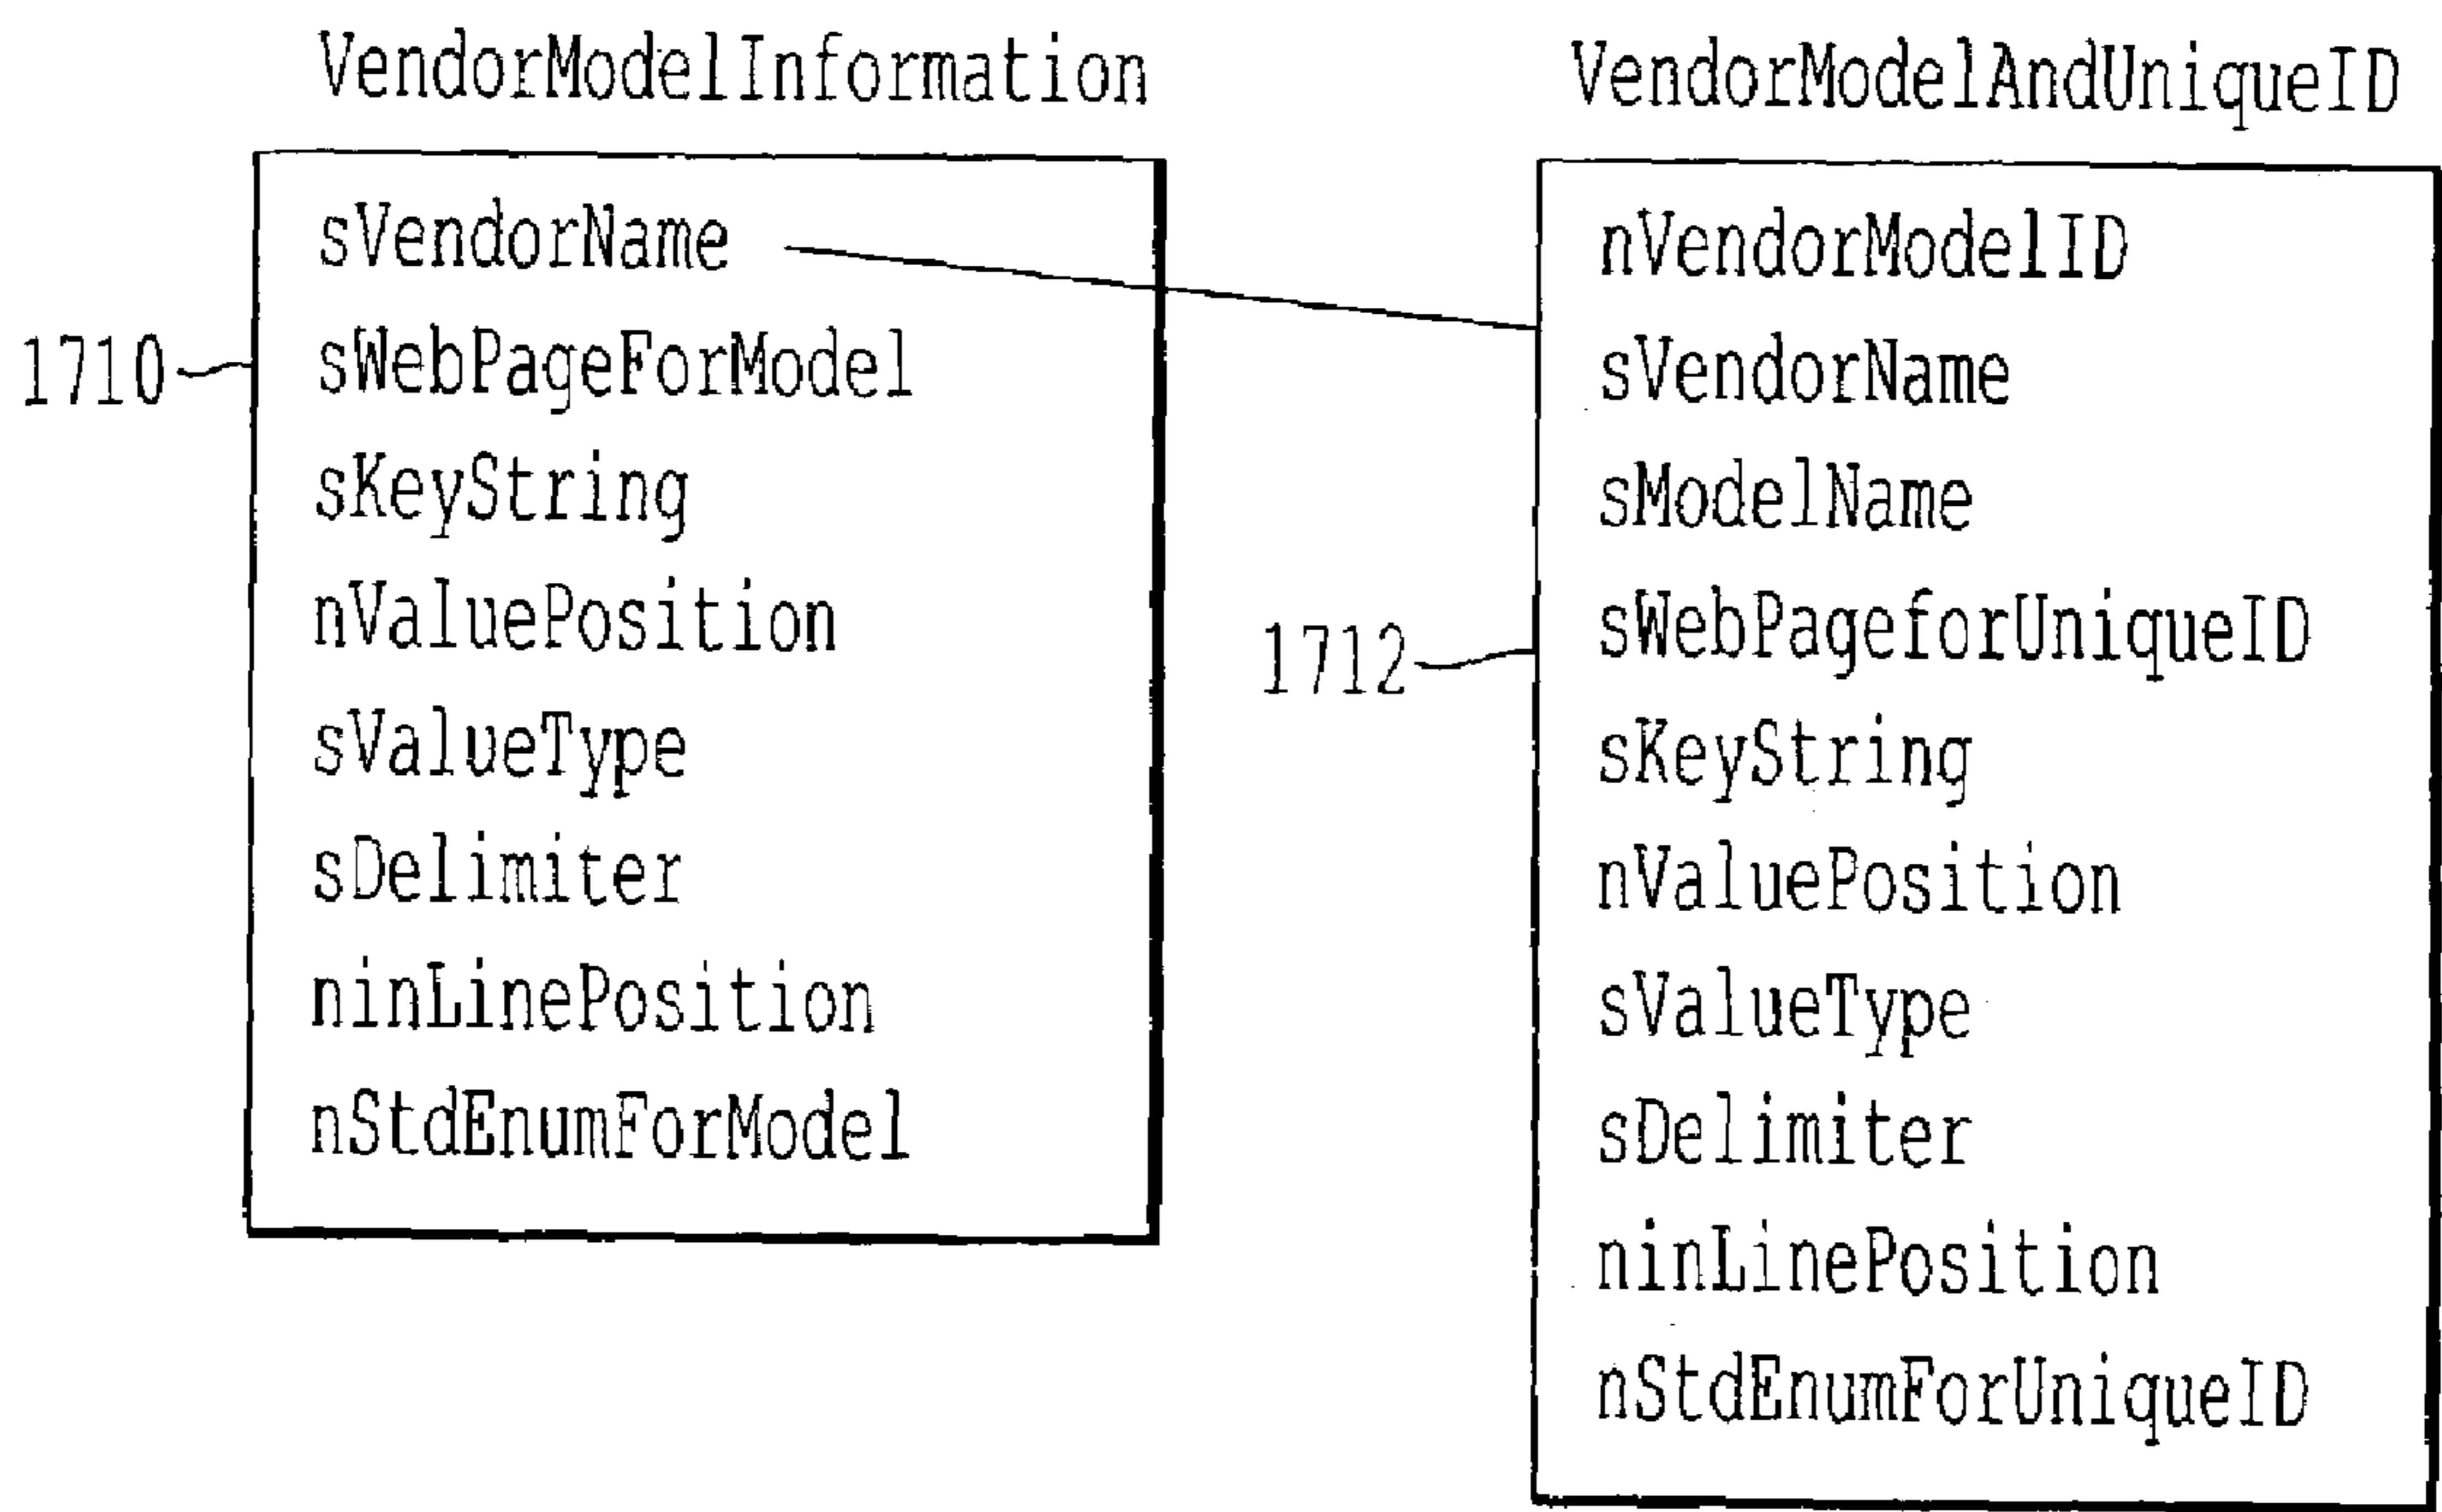 VendorModelInformation
sVendorName
sWebPageForModel
1710
sKeyString
nValuePosition
sValueType
sDelimiter
ninLinePosition
nStdEnumForModel
VendorModelAndUniqueID
nVendorModelID
sVendorName
sModelName
sWebPageforUniqueID
1712
sKeyString
nValuePosition
sValueType
sDelimiter
ninLinePosition
nStdEnumForUniqueID